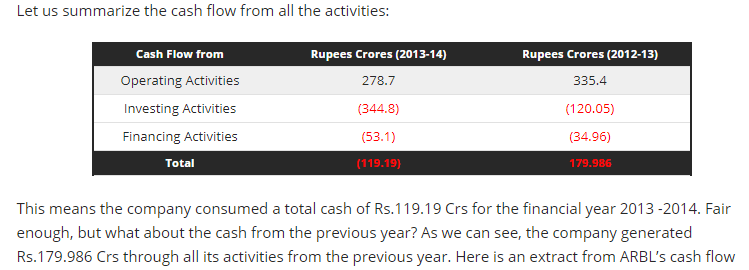 Let us summarize the cash flow from all the activities:
Cash Flow from Rupees Crores (2013-14) Rupees Crores (2012-13)
Operating Activities 278.7 335.4
Investing Activities (344.8) (120.05)
Financing Activities (53.1) (34.96)
Total (119.19) 179.986
This means the company consumed a total cash of Rs.119.19 Crs for the financial year 2013 -2014. Fair
enough, but what about the cash from the previous year? As we can see, the company generated
Rs.179.986 Crs through all its activities from the previous year. Here is an extract from ARBL’s cash flow